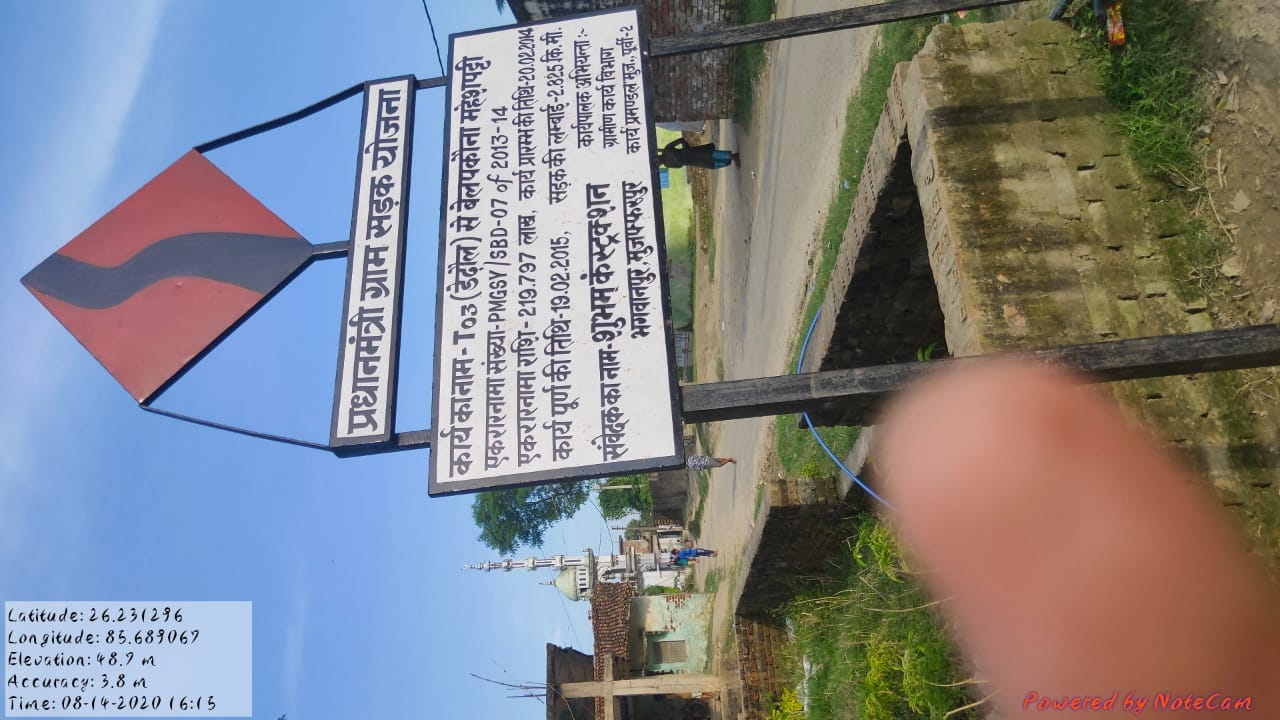 प्रधानमंत्री ग्राम सड़क योजना
कार्य का नाम - T03 (डेढौल) से बेलपकौना महेशपट्टी
एकरारनामा संख्या-PMGSY/SBD-07 of 2013-14
एकरारनामा राशि - 219.797 लाख, कार्य प्रारम्भ की तिथि-20.02.2014
कार्य पूर्ण की तिथि-19.02.2015, सड़क की लम्बाई-2.825 कि.मी.
संवेदक का नाम-शुभम कंस्ट्रक्शन
भगवानपुर, मुजफ्फरपुर
कार्यपालक अभियन्ता:-
ग्रामीण कार्य विभाग
कार्य प्रमण्डल मुज., पूर्वी-2
Latitude: 26.231296
Longitude: 85.689067
Elevation: 48.9 m
Accuracy: 3.8 m
Time: 08-14-2020 16:15
Powered by NoteCam